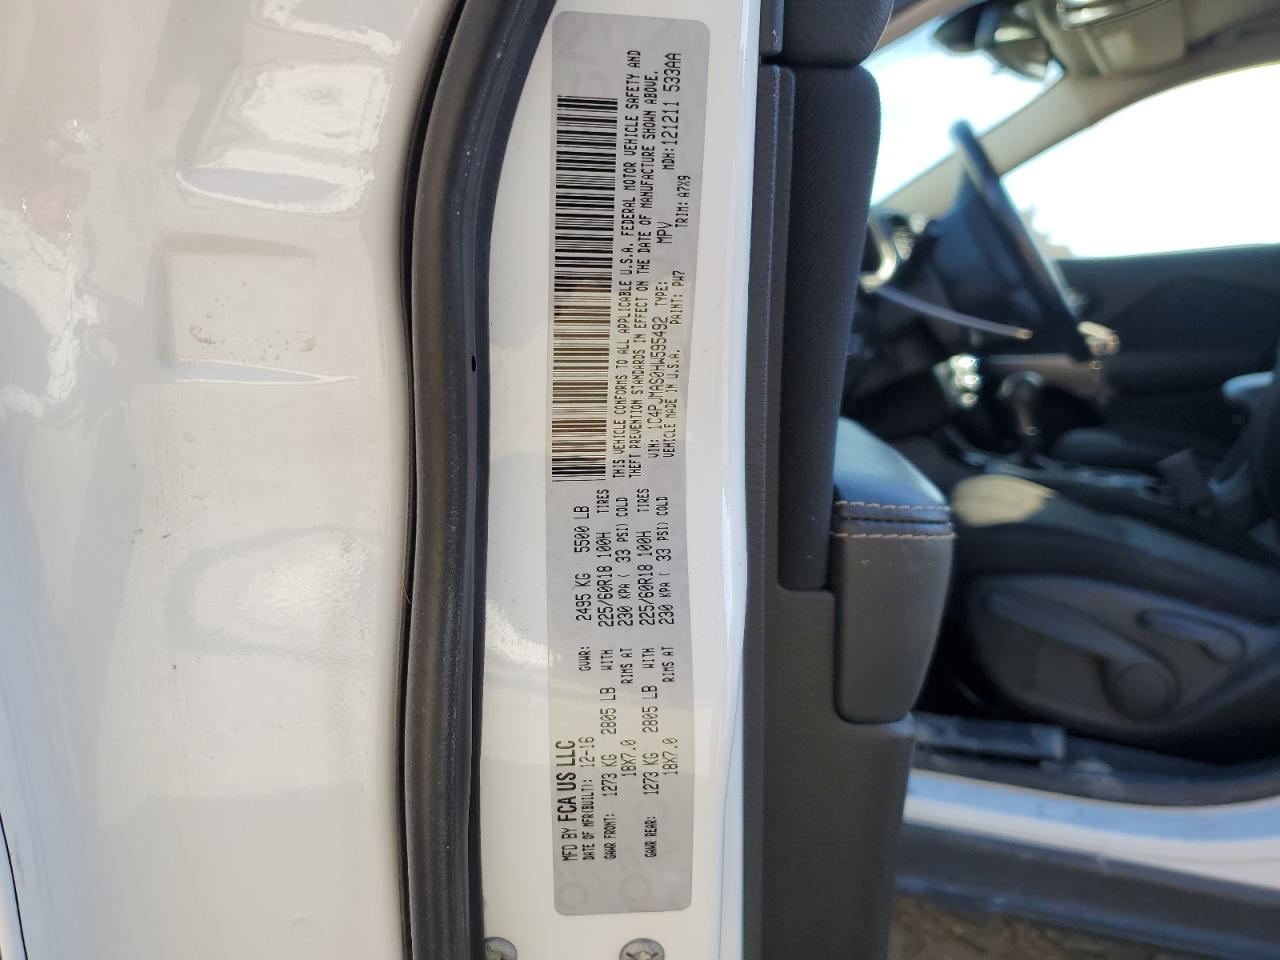 MFD BY FCA US LLC
DATE OF MFR(BUILT): 12-16 GVWR: 2495 KG 5500 LB
GAWR FRONT: 1273 KG 2805 LB WITH 225/60R18 100H TIRES
18X7.0 RIMS AT 230 KPA ( 33 PSI) COLD
GAWR REAR: 1273 KG 2805 LB WITH 225/60R18 100H TIRES
18X7.0 RIMS AT 230 KPA ( 33 PSI) COLD
THIS VEHICLE CONFORMS TO ALL APPLICABLE U.S.A. FEDERAL MOTOR VEHICLE SAFETY AND
THEFT PREVENTION STANDARDS IN EFFECT ON THE DATE OF MANUFACTURE SHOWN ABOVE.
VIN: 1C4PJMAS0HW595492 TYPE: MPV MDH: 121211 533AA
VEHICLE MADE IN U.S.A. PAINT: PW7 TRIM: A7X9